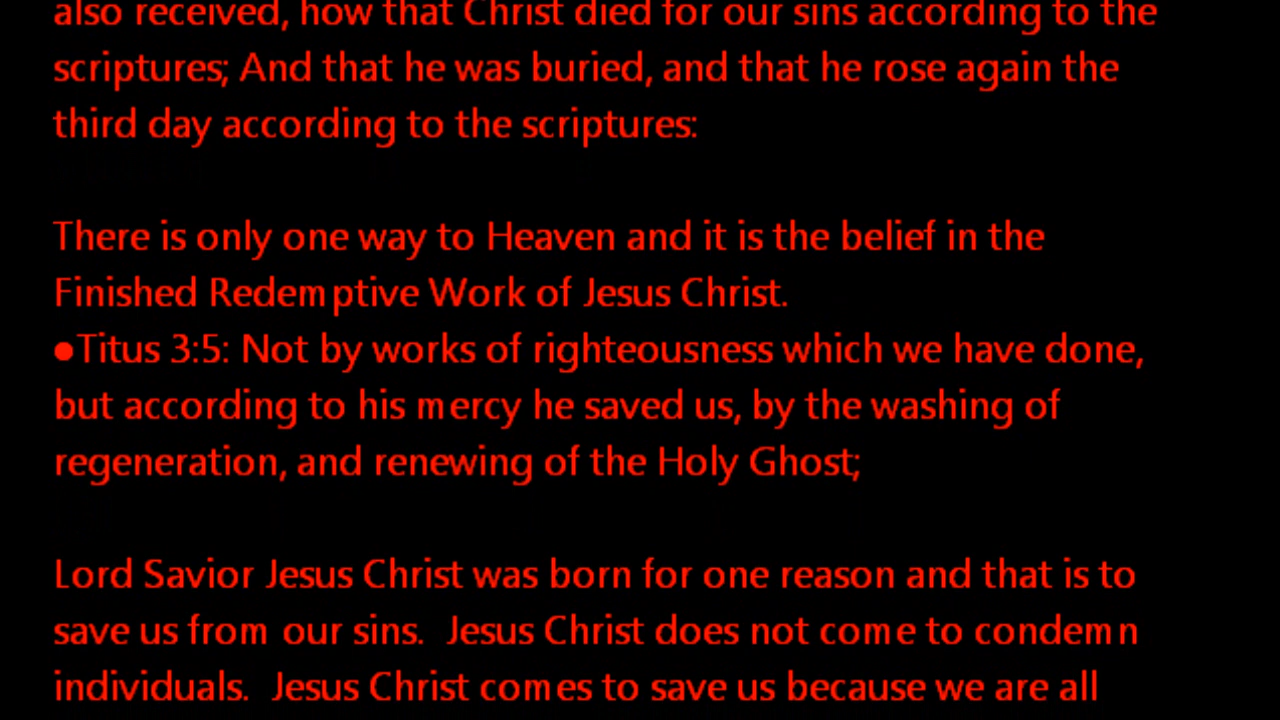 also received, how that Christ died for our sins according to the
scriptures; And that he was buried, and that he rose again the
third day according to the scriptures:
There is only one way to Heaven and it is the belief in the
Finished Redemptive Work of Jesus Christ.
●Titus 3:5: Not by works of righteousness which we have done,
but according to his mercy he saved us, by the washing of
regeneration, and renewing of the Holy Ghost;
Lord Savior Jesus Christ was born for one reason and that is to
save us from our sins.  Jesus Christ does not come to condemn
individuals.  Jesus Christ comes to save us because we are all